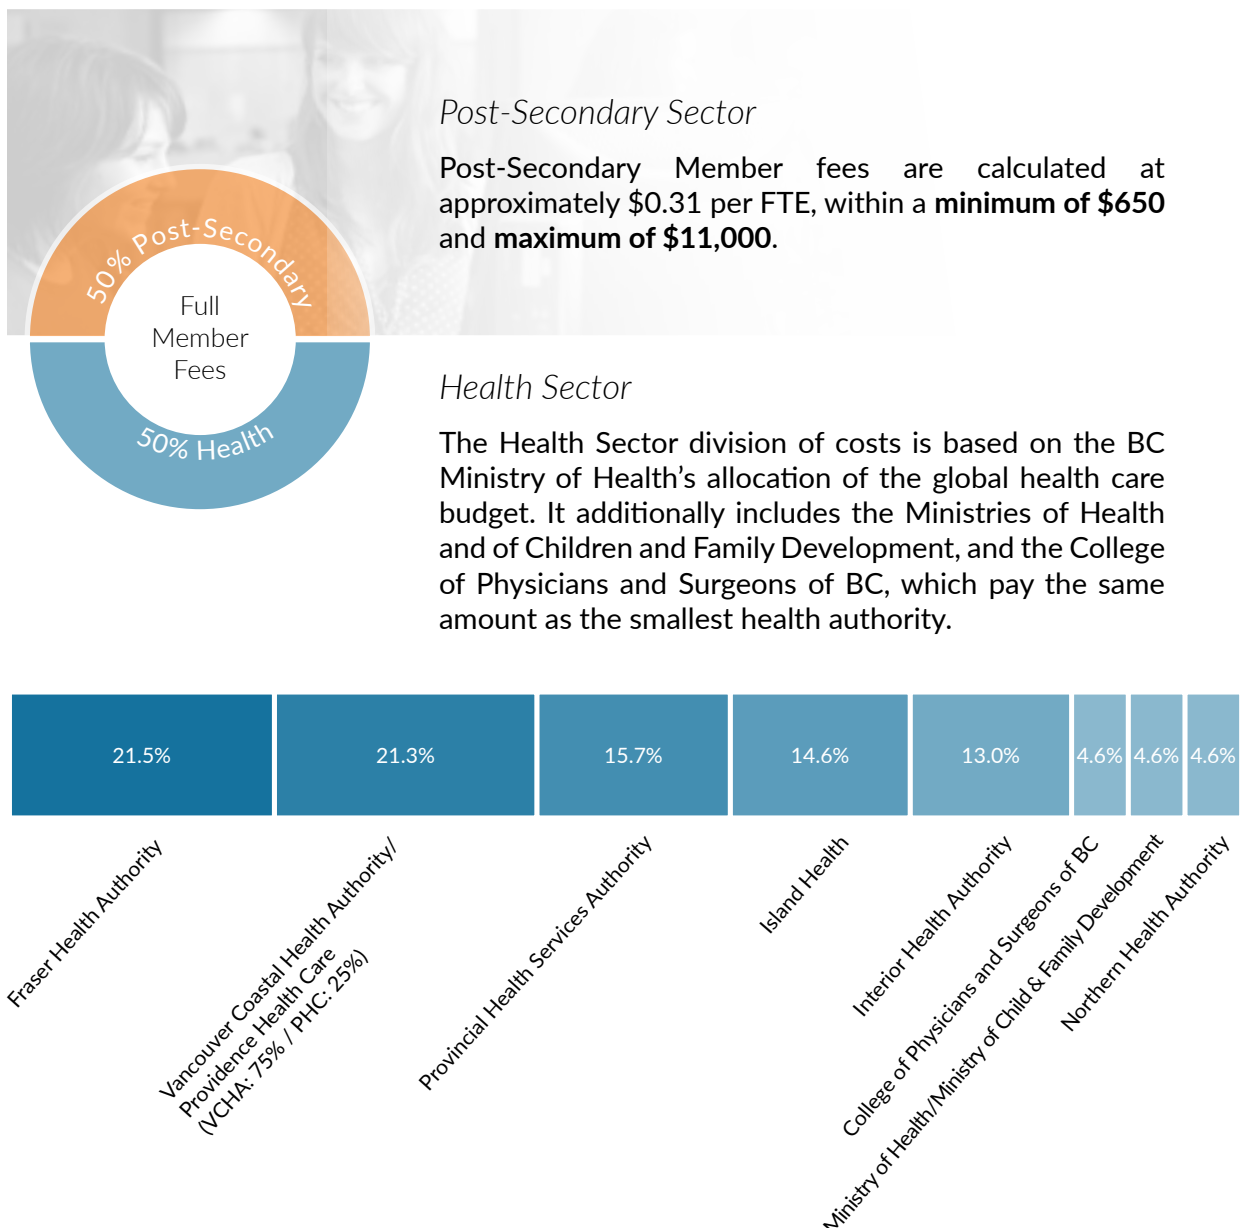 Post-Secondary Sector
Post-Secondary Member fees are calculated at
approximately $0.31 per FTE, within a minimum of $650
and maximum of $11,000.
50% Post-Secondary
Full
Member
Fees
50% Health
Health Sector
The Health Sector division of costs is based on the BC
Ministry of Health’s allocation of the global health care
budget. It additionally includes the Ministries of Health
and of Children and Family Development, and the College
of Physicians and Surgeons of BC, which pay the same
amount as the smallest health authority.
21.5%
21.3%
15.7%
14.6%
13.0%
4.6%
4.6%
4.6%
Fraser Health Authority
Vancouver Coastal Health Authority/
Providence Health Care
(VCHA: 75% / PHC: 25%)
Provincial Health Services Authority
Island Health
Interior Health Authority
College of Physicians and Surgeons of BC
Ministry of Health/Ministry of Child & Family Development
Northern Health Authority